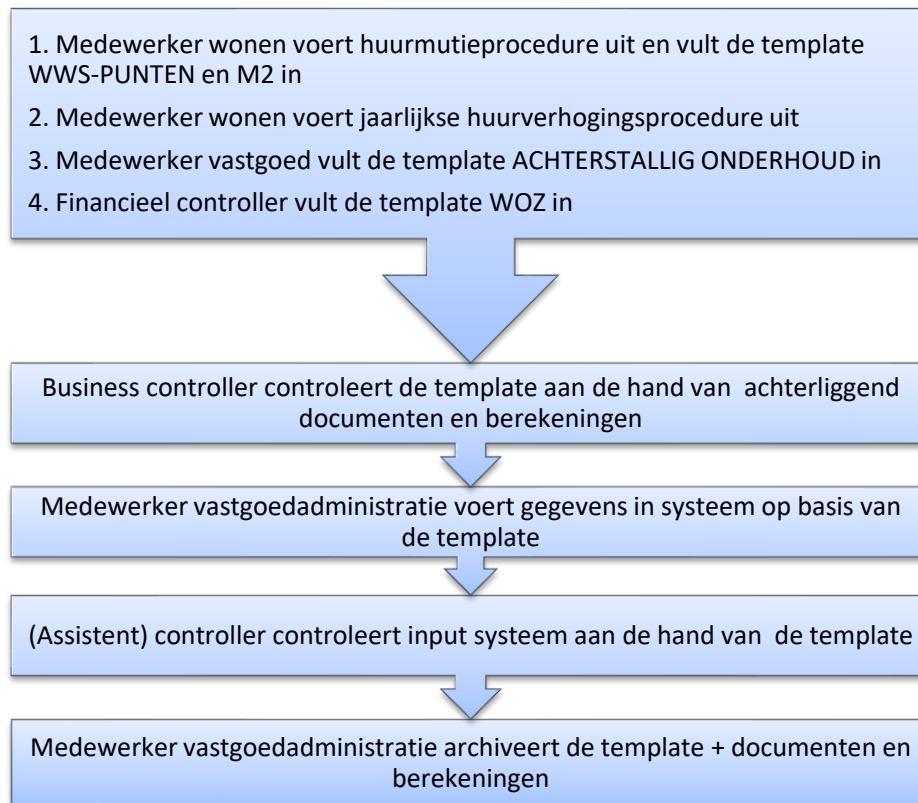 1. Medewerker wonen voert huurmutieprocedure uit en vult de template
WWS-PUNTEN en M2 in
2. Medewerker wonen voert jaarlijkse huurverhogingsprocedure uit
3. Medewerker vastgoed vult de template ACHTERSTALLIG ONDERHOUD in
4. Financieel controller vult de template WOZ in
Business controller controleert de template aan de hand van achterliggend
documenten en berekeningen
Medewerker vastgoedadministratie voert gegevens in systeem op basis van
de template
(Assistent) controller controleert input systeem aan de hand van de template
Medewerker vastgoedadministratie archiveert de template + documenten en
berekeningen